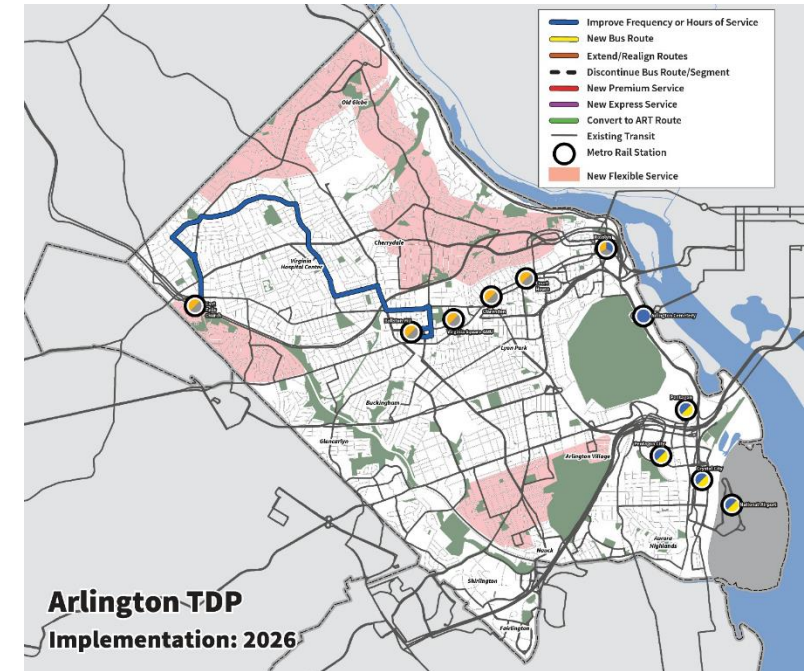 Improve Frequency or Hours of Service
New Bus Route
Extend/Realign Routes
Discontinue Bus Route/Segment
New Premium Service
New Express Service
Convert to ART Route
Existing Transit
Metro Rail Station
New Flexible Service
Old Glebe
Cherrydale
Virginia
Hospital Center
Rosslyn
Court
House
Clarendon
Virginia Square-GMU
Arlington Cemetery
Lyon Park
Buckingham
Pentagon
Glencarlyn
Arlington Village
Pentagon City
Crystal City
National Airport
Aurora
Highlands
Nauck
Shirlington
Fairlington
Arlington TDP
Implementation: 2026